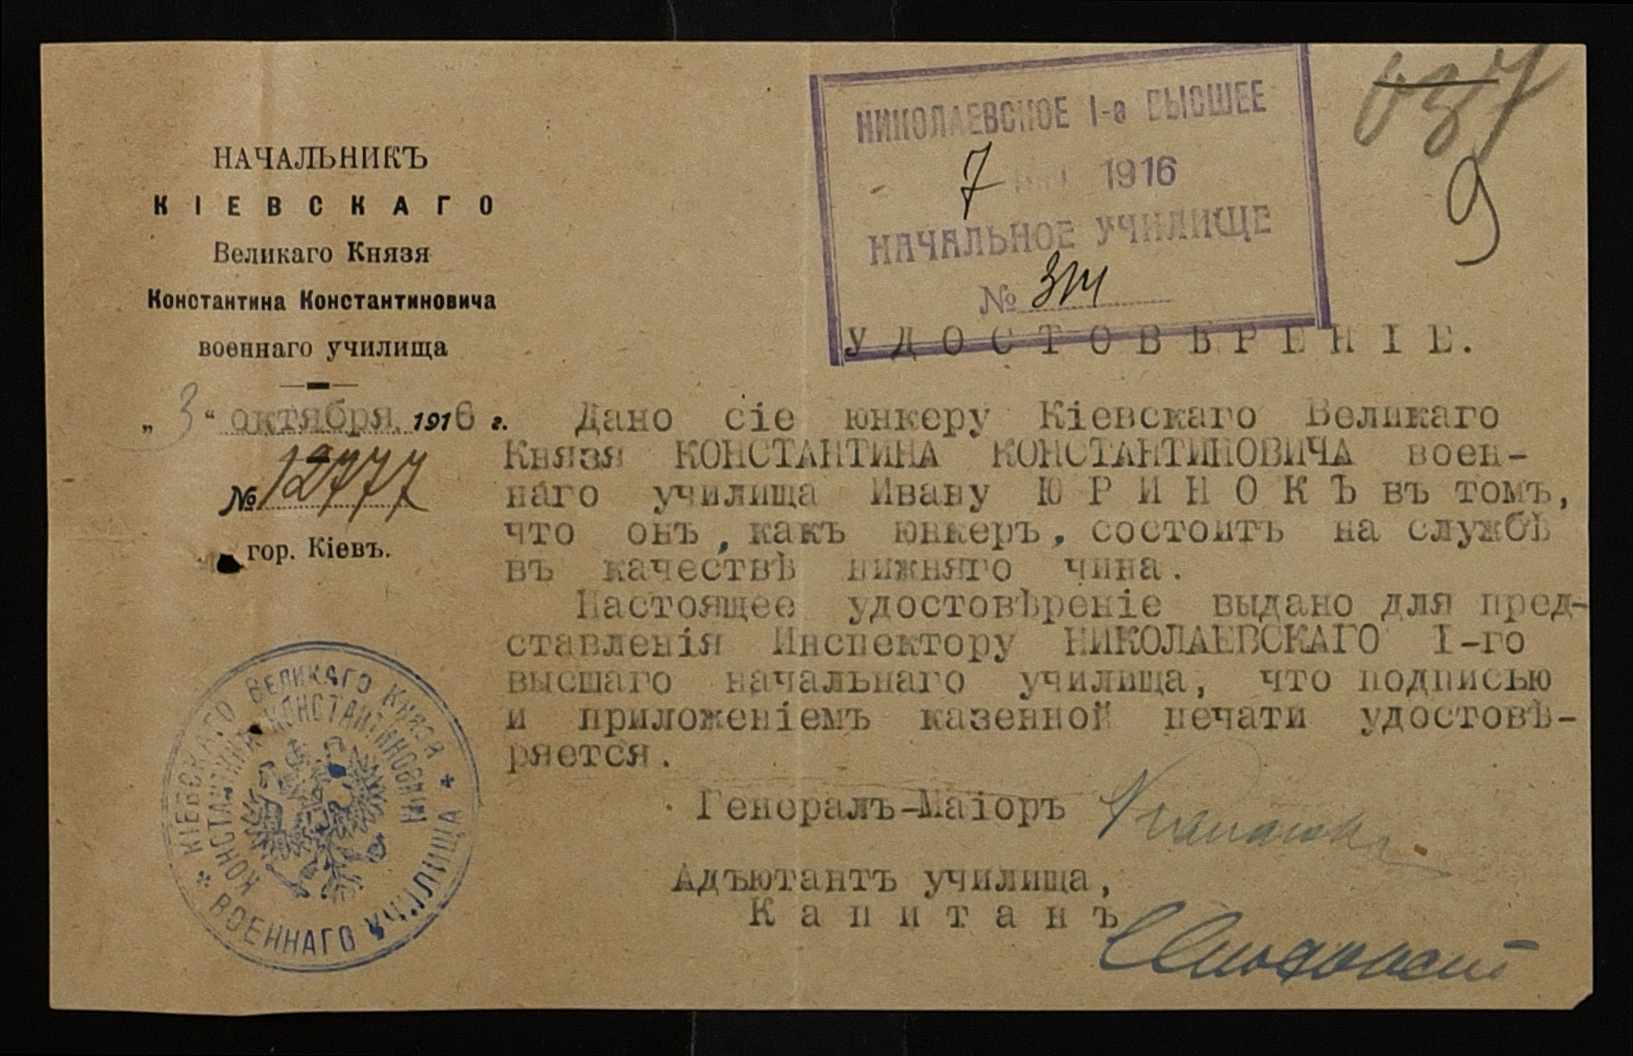 НАЧАЛЬНИКЪ
КІЕВСКАГО
Великаго Князя
Константина Константиновича
военнаго училища
„ 3 “ октября 1916 г.
№ 12777
гор. Кіевъ.
НИКОЛАЕВСКОЕ I-е ВЫСШЕЕ
7 1916
НАЧАЛЬНОЕ УЧИЛИЩЕ
№
9
УДОСТОВѢРЕНІЕ.
Дано сіе юнкеру Кіевскаго Великаго
Князя КОНСТАНТИНА КОНСТАНТИНОВИЧА воен-
наго училища Ивану ЮРИНОКЪ въ томъ,
что онъ, какъ юнкеръ, состоитъ на службѣ
въ качествѣ нижняго чина.
Настоящее удостовѣреніе выдано для пред-
ставленія Инспектору НИКОЛАЕВСКАГО I-го
высшаго начальнаго училища, что подписью
и приложеніемъ казенной печати удостовѣ-
ряется.
Генералъ-Маіоръ
Адъютантъ училища,
Капитанъ
* КІЕВСКАГО ВЕЛИКАГО КНЯЗЯ *
КОНСТАНТИНА КОНСТАНТИНОВИЧА
ВОЕННАГО УЧИЛИЩА